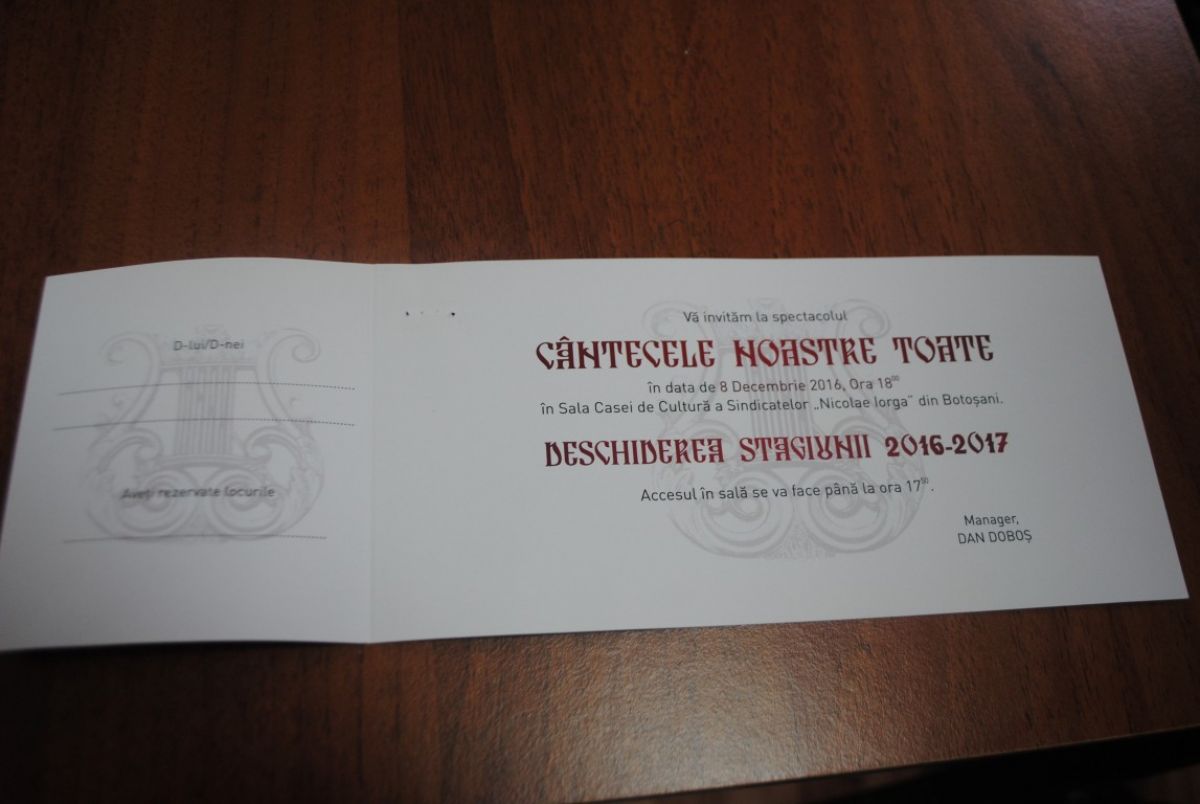 D-lui/D-nei
Aveți rezervate locurile
Vă invităm la spectacolul
CÂNTECELE NOASTRE TOATE
în data de 8 Decembrie 2016, Ora 18⁰⁰
în Sala Casei de Cultură a Sindicatelor „Nicolae Iorga” din Botoșani.
DESCHIDEREA STAGIUNII 2016-2017
Accesul în sală se va face până la ora 17⁵⁰.
Manager,
DAN DOBOȘ